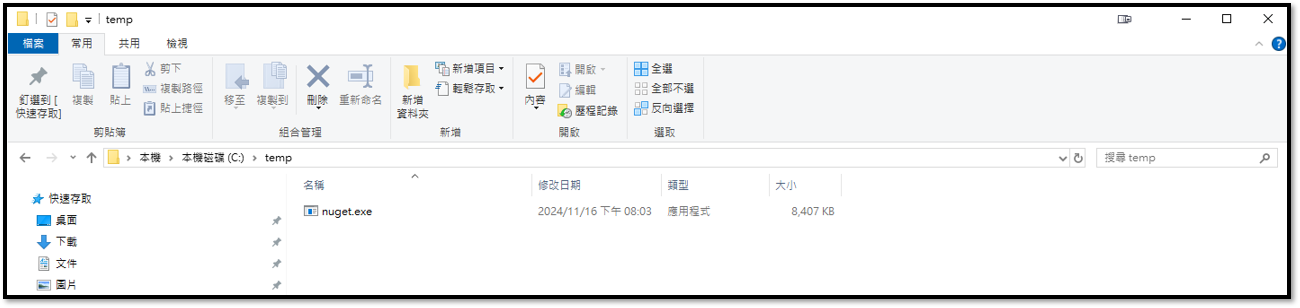 temp
檔案 常用 共用 檢視
釘選到 [
快速存取]
複製
貼上
剪下
複製路徑
貼上捷徑
剪貼簿
移至
複製到
刪除
重新命名
組合管理
新增
資料夾
新增項目
輕鬆存取
新增
內容
開啟
編輯
歷程記錄
開啟
全選
全部不選
反向選擇
選取
本機 > 本機磁碟 (C:) > temp
搜尋 temp
快速存取
桌面
下載
文件
圖片
名稱 修改日期 類型 大小
nuget.exe 2024/11/16 下午 08:03 應用程式 8,407 KB